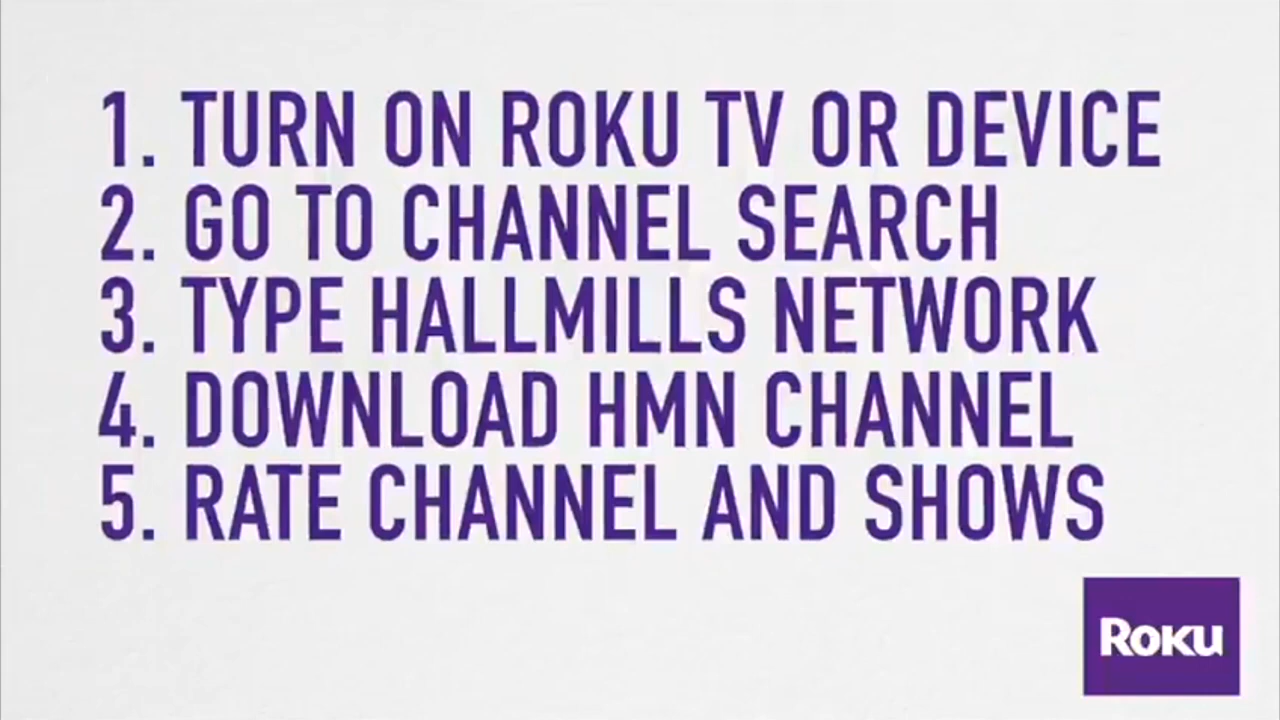 1. TURN ON ROKU TV OR DEVICE
2. GO TO CHANNEL SEARCH
3. TYPE HALLMILLS NETWORK
4. DOWNLOAD HMN CHANNEL
5. RATE CHANNEL AND SHOWS
ROKU